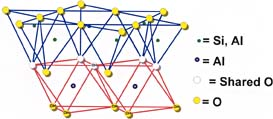 = Si, Al
= Al
= Shared O
= O